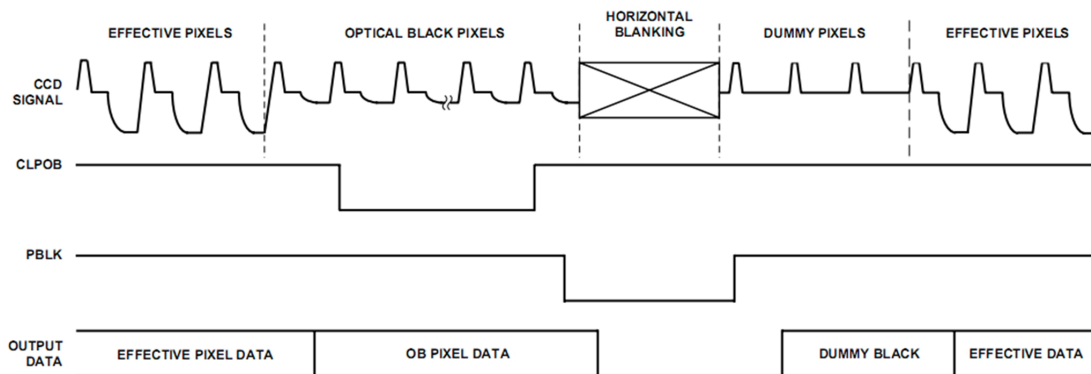 HORIZONTAL
BLANKING
EFFECTIVE PIXELS
OPTICAL BLACK PIXELS
DUMMY PIXELS
EFFECTIVE PIXELS
CCD
SIGNAL
CLPOB
PBLK
OUTPUT
DATA
EFFECTIVE PIXEL DATA
OB PIXEL DATA
DUMMY BLACK
EFFECTIVE DATA